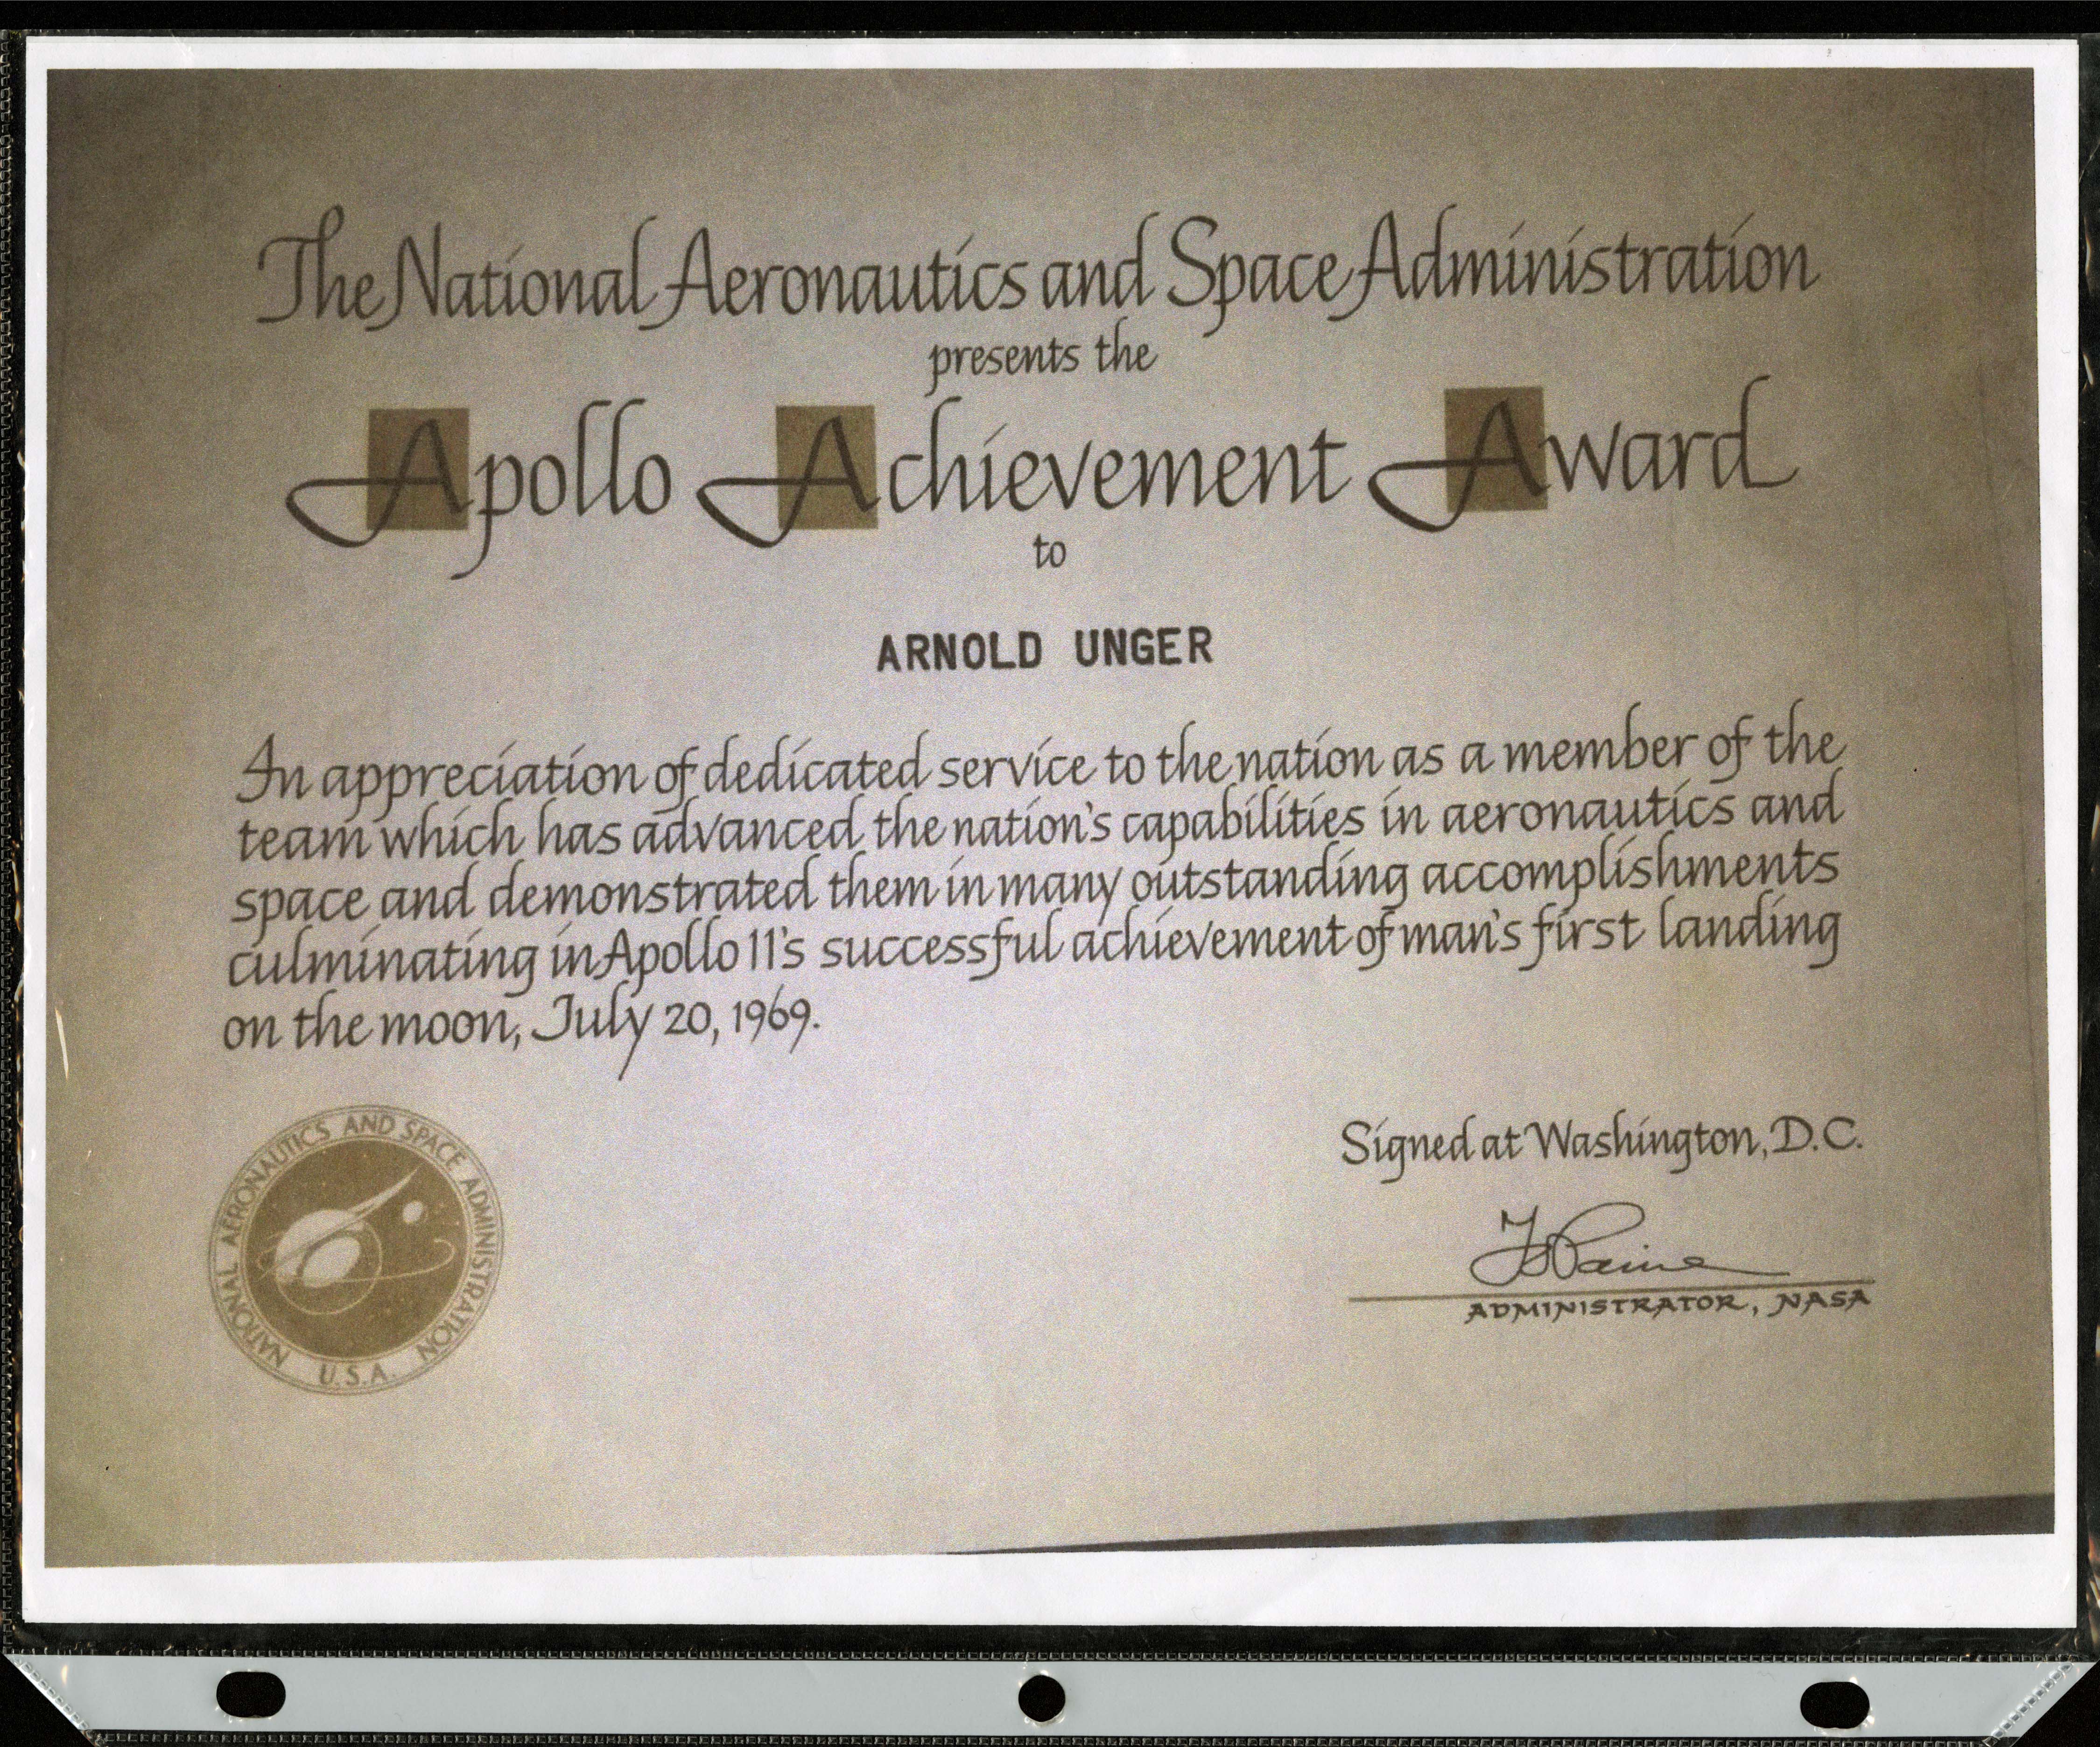 The National Aeronautics and Space Administration
presents the
Apollo Achievement Award
to
ARNOLD UNGER
In appreciation of dedicated service to the nation as a member of the
team which has advanced the nation's capabilities in aeronautics and
space and demonstrated them in many outstanding accomplishments
culminating in Apollo 11's successful achievement of man's first landing
on the moon, July 20, 1969.
NATIONAL AERONAUTICS AND SPACE ADMINISTRATION
U.S.A.
Signed at Washington, D.C.
T O Paine
ADMINISTRATOR, NASA